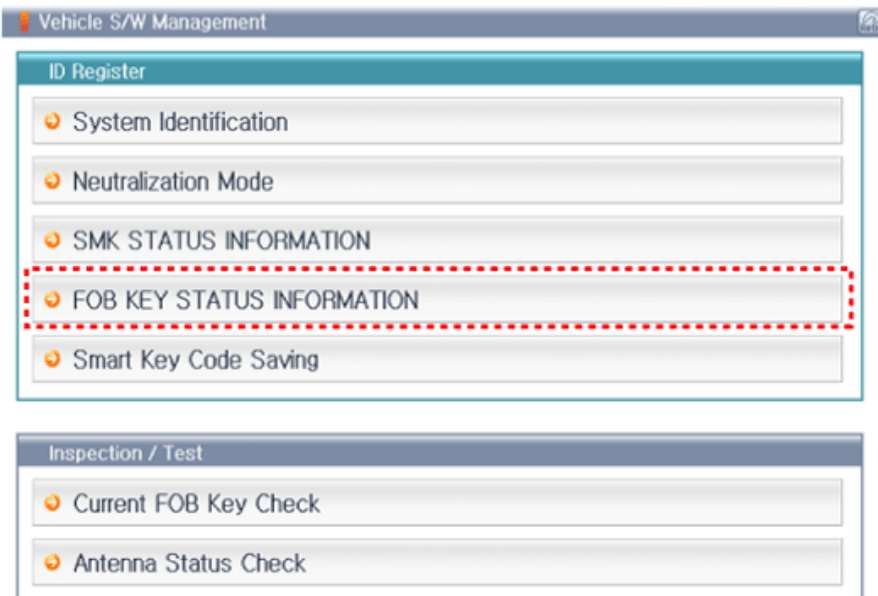 Vehicle S/W Management
ID Register
System Identification
Neutralization Mode
SMK STATUS INFORMATION
FOB KEY STATUS INFORMATION
Smart Key Code Saving
Inspection / Test
Current FOB Key Check
Antenna Status Check